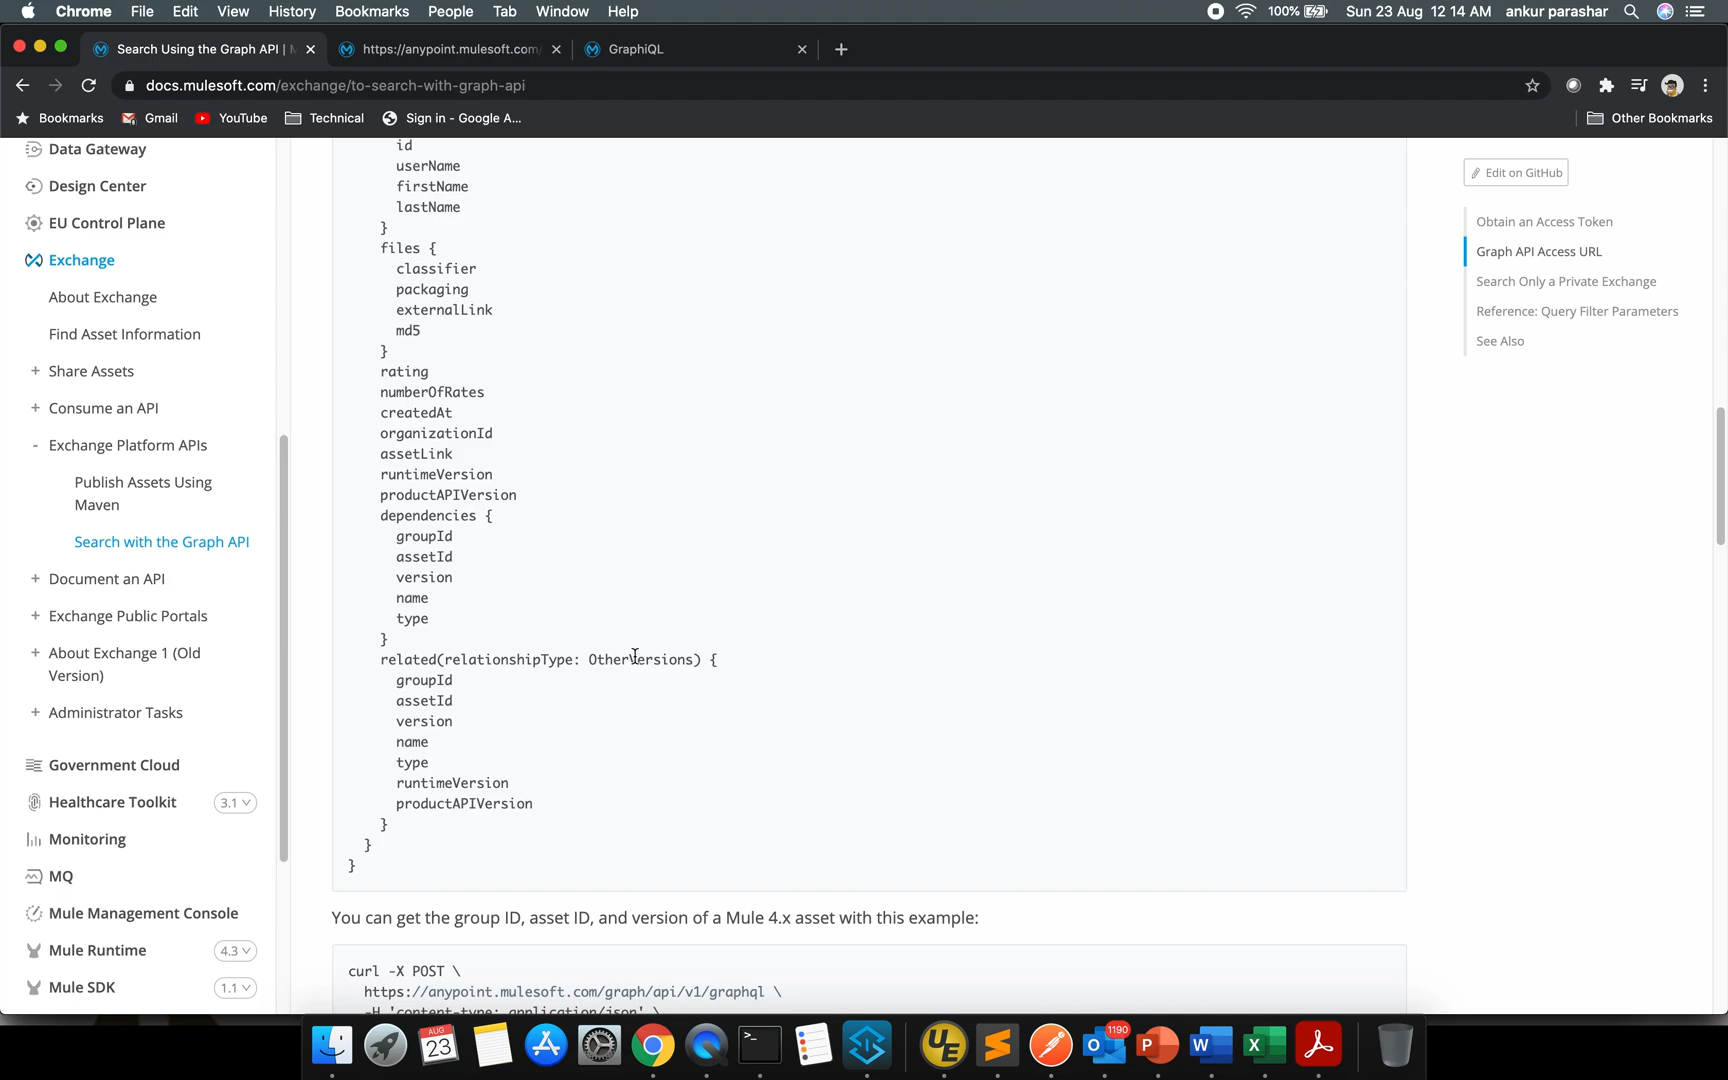 Chrome File Edit View History Bookmarks People Tab Window Help 100% Sun 23 Aug 12 14 AM ankur parashar
Search Using the Graph API | M https://anypoint.mulesoft.com/ GraphiQL
docs.mulesoft.com/exchange/to-search-with-graph-api
Bookmarks Gmail YouTube Technical Sign in - Google A... Other Bookmarks
Data Gateway
Design Center
EU Control Plane
Exchange
About Exchange
Find Asset Information
+ Share Assets
+ Consume an API
- Exchange Platform APIs
Publish Assets Using
Maven
Search with the Graph API
+ Document an API
+ Exchange Public Portals
+ About Exchange 1 (Old
Version)
+ Administrator Tasks
Government Cloud
Healthcare Toolkit 3.1
Monitoring
MQ
Mule Management Console
Mule Runtime 4.3
Mule SDK 1.1
id
userName
firstName
lastName
}
files {
classifier
packaging
externalLink
md5
}
rating
numberOfRates
createdAt
organizationId
assetLink
runtimeVersion
productAPIVersion
dependencies {
groupId
assetId
version
name
type
}
related(relationshipType: OtherVersions) {
groupId
assetId
version
name
type
runtimeVersion
productAPIVersion
}
}
}
You can get the group ID, asset ID, and version of a Mule 4.x asset with this example:
curl -X POST \
https://anypoint.mulesoft.com/graph/api/v1/graphql \
-H 'content-type: application/json' \
Edit on GitHub
Obtain an Access Token
Graph API Access URL
Search Only a Private Exchange
Reference: Query Filter Parameters
See Also
AUG
23
>_
UE
O
1190
P
W
X